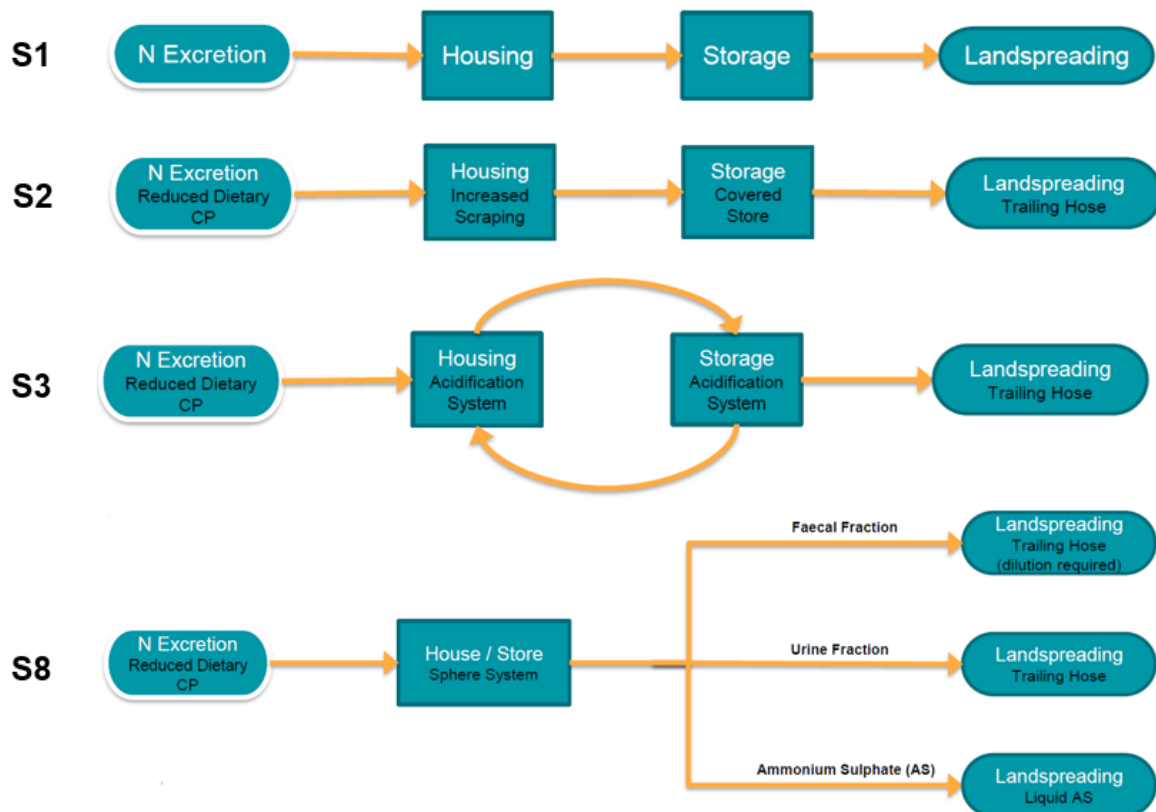 S1
N Excretion
Housing
Storage
Landspreading
S2
N Excretion
Reduced Dietary
CP
Housing
Increased
Scraping
Storage
Covered
Store
Landspreading
Trailing Hose
S3
N Excretion
Reduced Dietary
CP
Housing
Acidification
System
Storage
Acidification
System
Landspreading
Trailing Hose
S8
N Excretion
Reduced Dietary
CP
House / Store
Sphere System
Faecal Fraction
Landspreading
Trailing Hose
(dilution required)
Urine Fraction
Landspreading
Trailing Hose
Ammonium Sulphate (AS)
Landspreading
Liquid AS